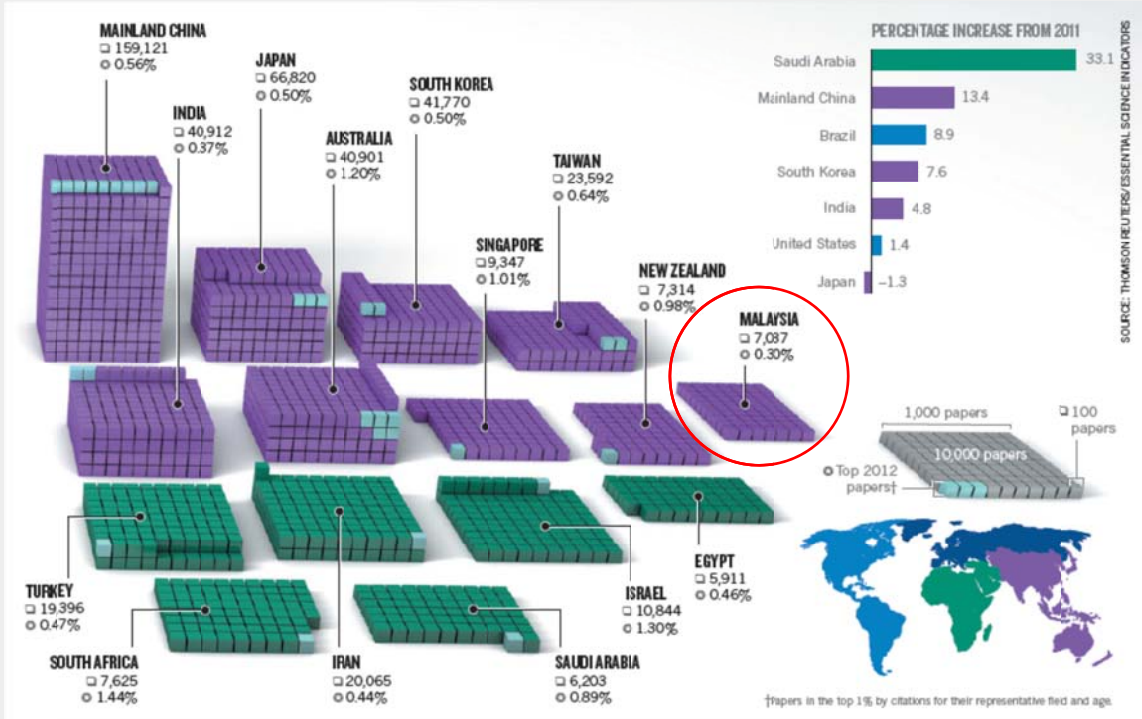 MAINLAND CHINA
159,121
0.56%
JAPAN
66,820
0.50%
SOUTH KOREA
41,770
0.50%
INDIA
40,912
0.37%
AUSTRALIA
40,901
1.20%
TAIWAN
23,592
0.64%
SINGAPORE
9,347
1.01%
NEW ZEALAND
7,314
0.98%
MALAYSIA
7,037
0.30%
PERCENTAGE INCREASE FROM 2011
Saudi Arabia 33.1
Mainland China 13.4
Brazil 8.9
South Korea 7.6
India 4.8
United States 1.4
Japan –1.3
SOURCE: THOMSON REUTERS/ESSENTIAL SCIENCE INDICATORS
1,000 papers
100
papers
10,000 papers
Top 2012
papers†
TURKEY
19,396
0.47%
SOUTH AFRICA
7,625
1.44%
IRAN
20,065
0.44%
SAUDI ARABIA
6,203
0.89%
ISRAEL
10,844
1.30%
EGYPT
5,911
0.46%
†Papers in the top 1% by citations for their representative field and age.